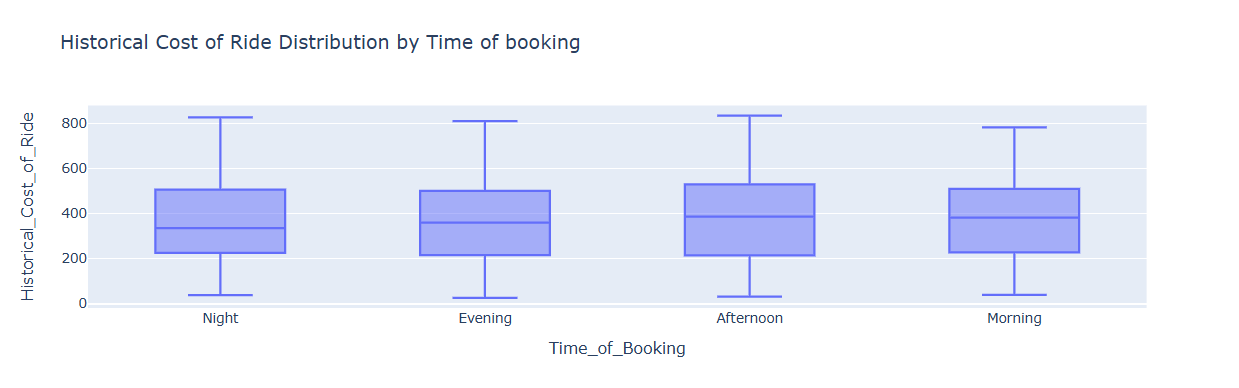 Historical Cost of Ride Distribution by Time of booking
Historical_Cost_of_Ride
800
600
400
200
0
Night Evening Afternoon Morning
Time_of_Booking